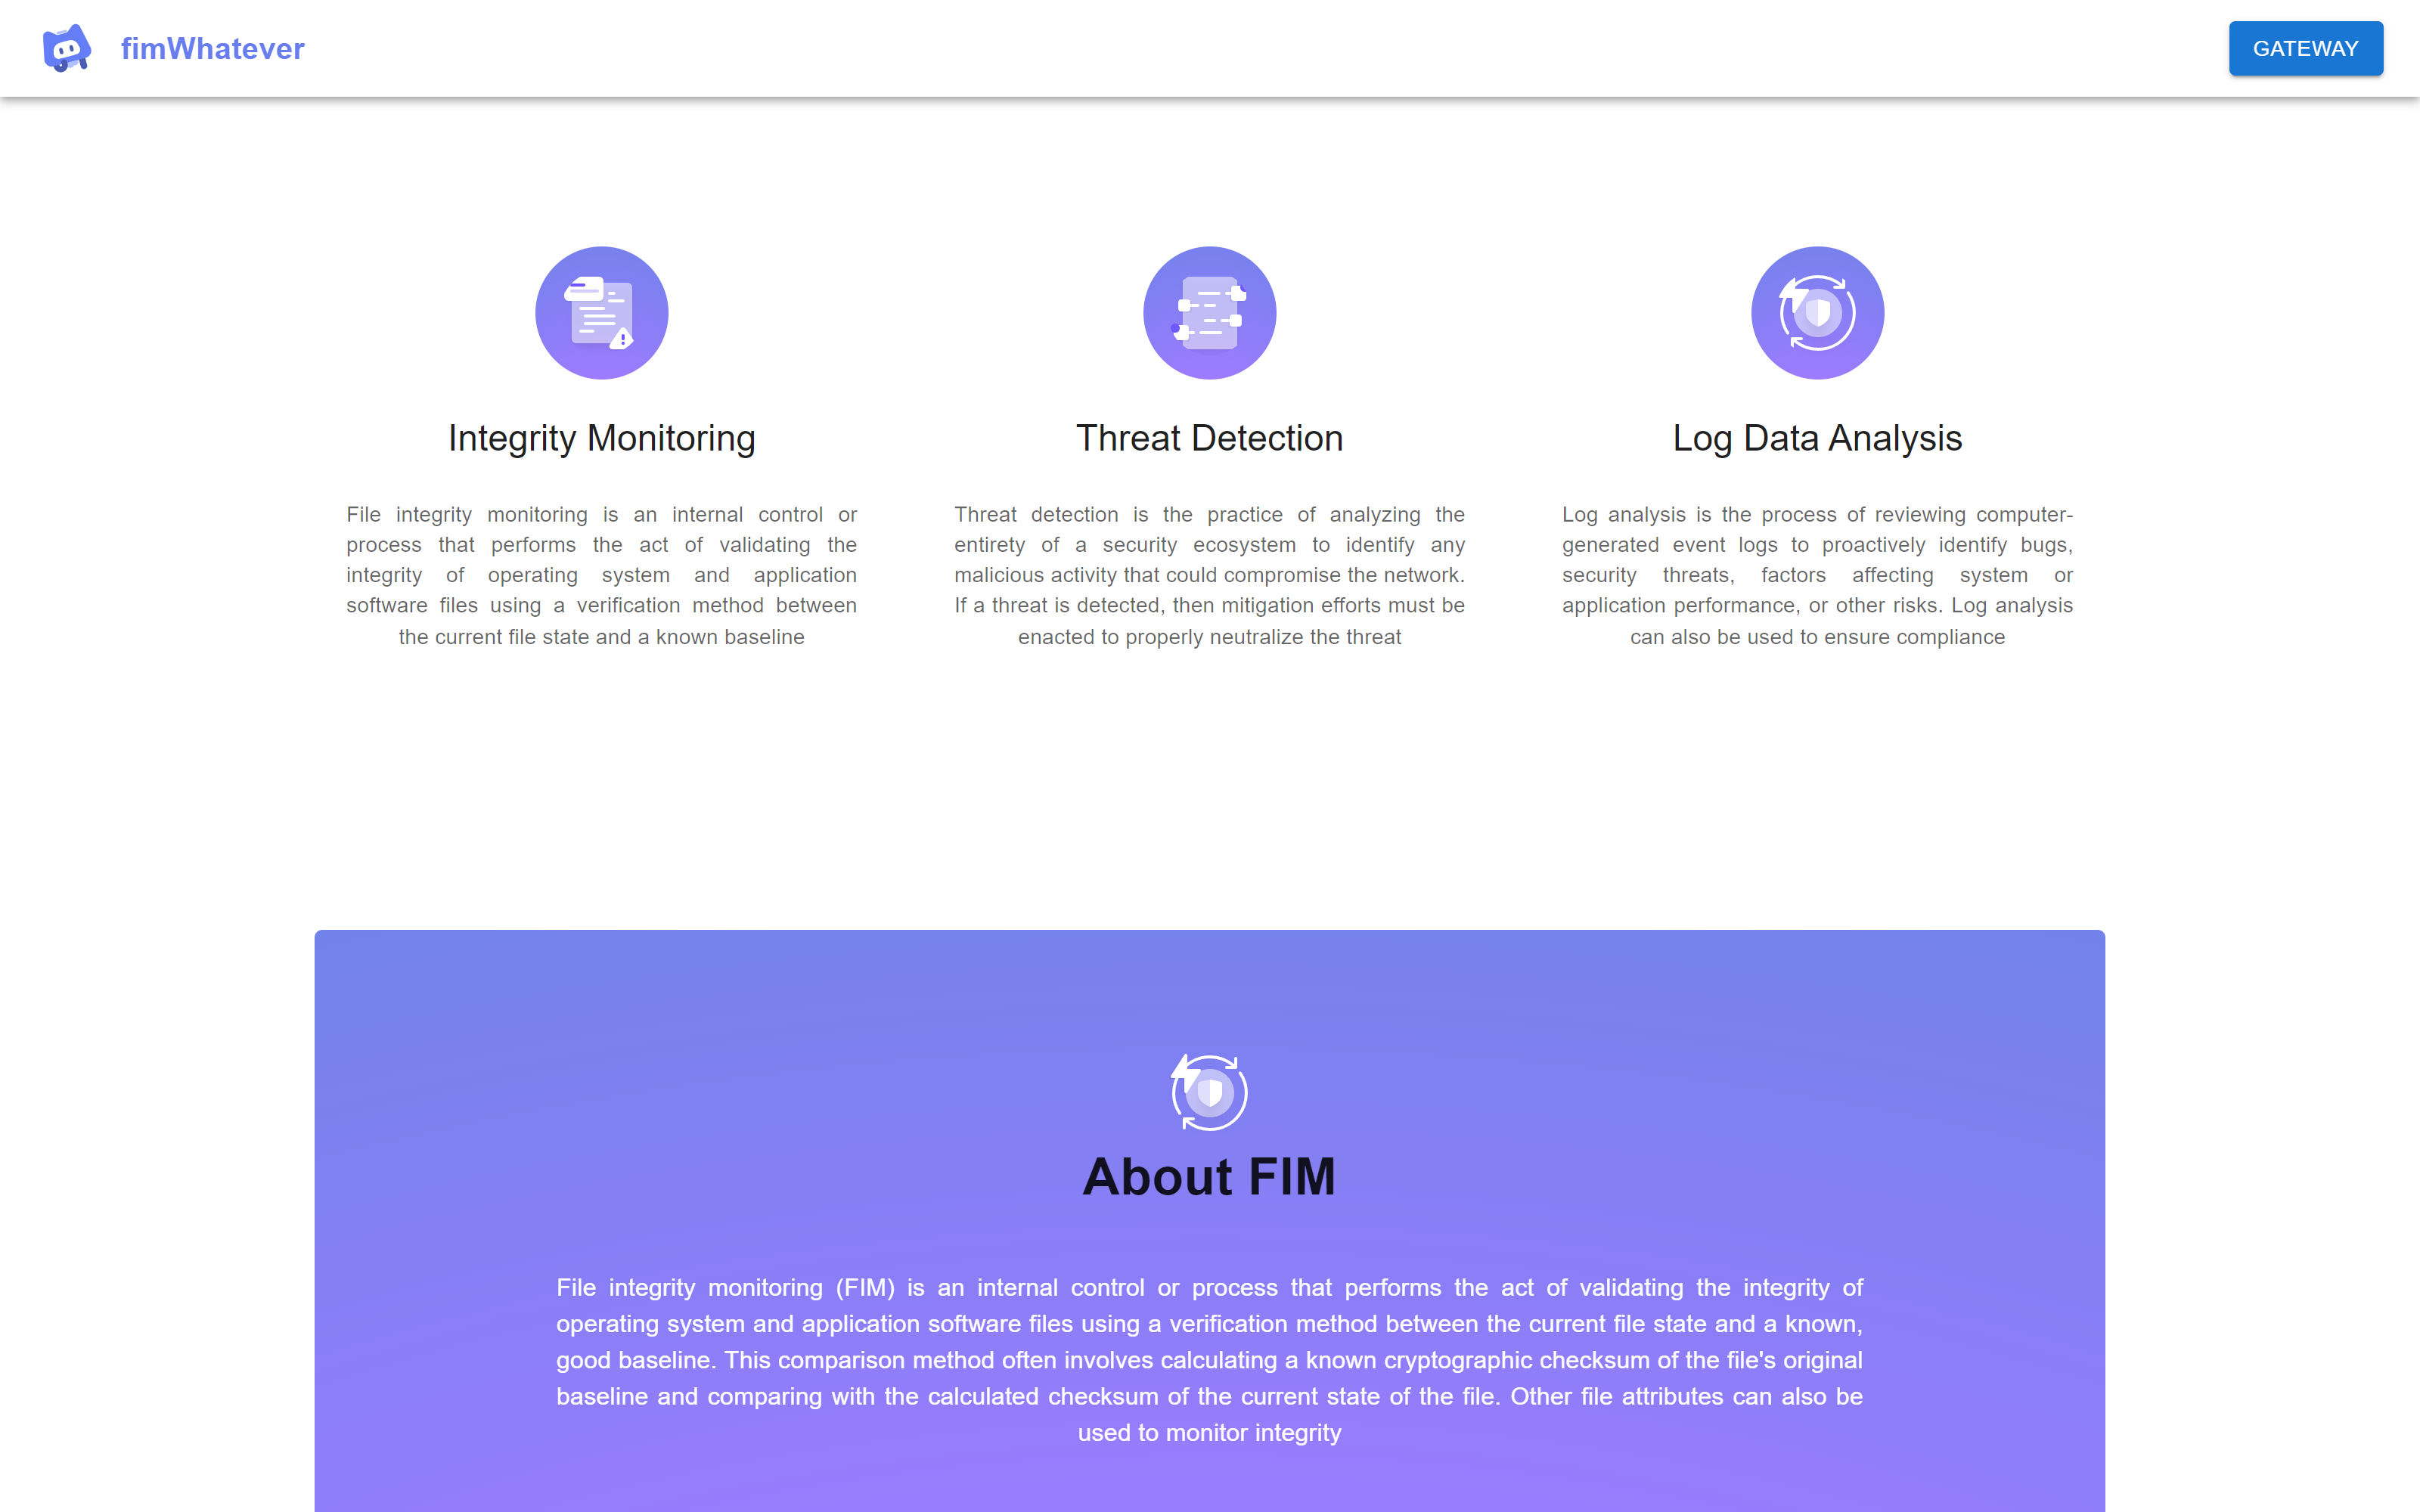 fimWhatever
GATEWAY
Integrity Monitoring
File integrity monitoring is an internal control or
process that performs the act of validating the
integrity of operating system and application
software files using a verification method between
the current file state and a known baseline
Threat Detection
Threat detection is the practice of analyzing the
entirety of a security ecosystem to identify any
malicious activity that could compromise the network.
If a threat is detected, then mitigation efforts must be
enacted to properly neutralize the threat
Log Data Analysis
Log analysis is the process of reviewing computer-
generated event logs to proactively identify bugs,
security threats, factors affecting system or
application performance, or other risks. Log analysis
can also be used to ensure compliance
About FIM
File integrity monitoring (FIM) is an internal control or process that performs the act of validating the integrity of
operating system and application software files using a verification method between the current file state and a known,
good baseline. This comparison method often involves calculating a known cryptographic checksum of the file's original
baseline and comparing with the calculated checksum of the current state of the file. Other file attributes can also be
used to monitor integrity